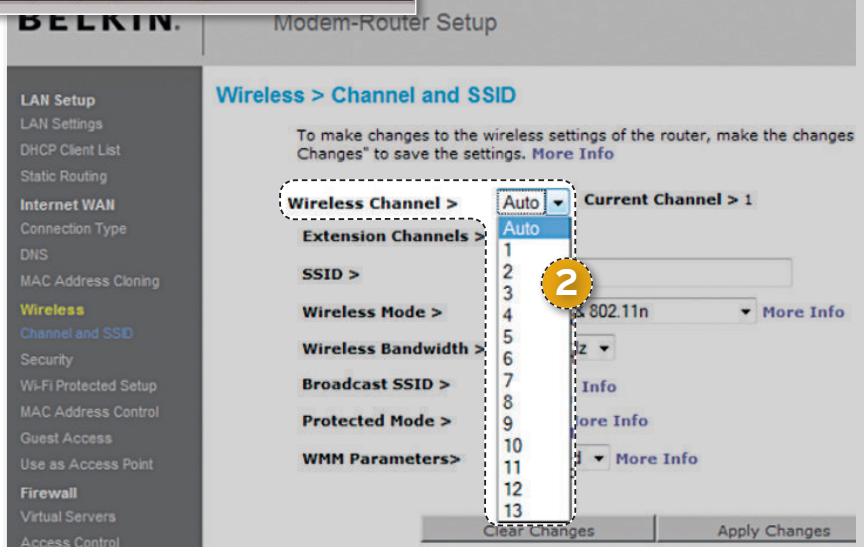 BELKIN.
Modem-Router Setup
LAN Setup
LAN Settings
DHCP Client List
Static Routing
Internet WAN
Connection Type
DNS
MAC Address Cloning
Wireless
Channel and SSID
Security
Wi-Fi Protected Setup
MAC Address Control
Guest Access
Use as Access Point
Firewall
Virtual Servers
Access Control
Wireless > Channel and SSID
To make changes to the wireless settings of the router, make the changes
Changes" to save the settings. More Info
Wireless Channel > Auto Current Channel > 1
Auto
1
2
3
4
5
6
7
8
9
10
11
12
13
2
Extension Channels >
SSID >
Wireless Mode > & 802.11n More Info
Wireless Bandwidth >
Broadcast SSID > Info
Protected Mode > More Info
WMM Parameters> More Info
Clear Changes Apply Changes